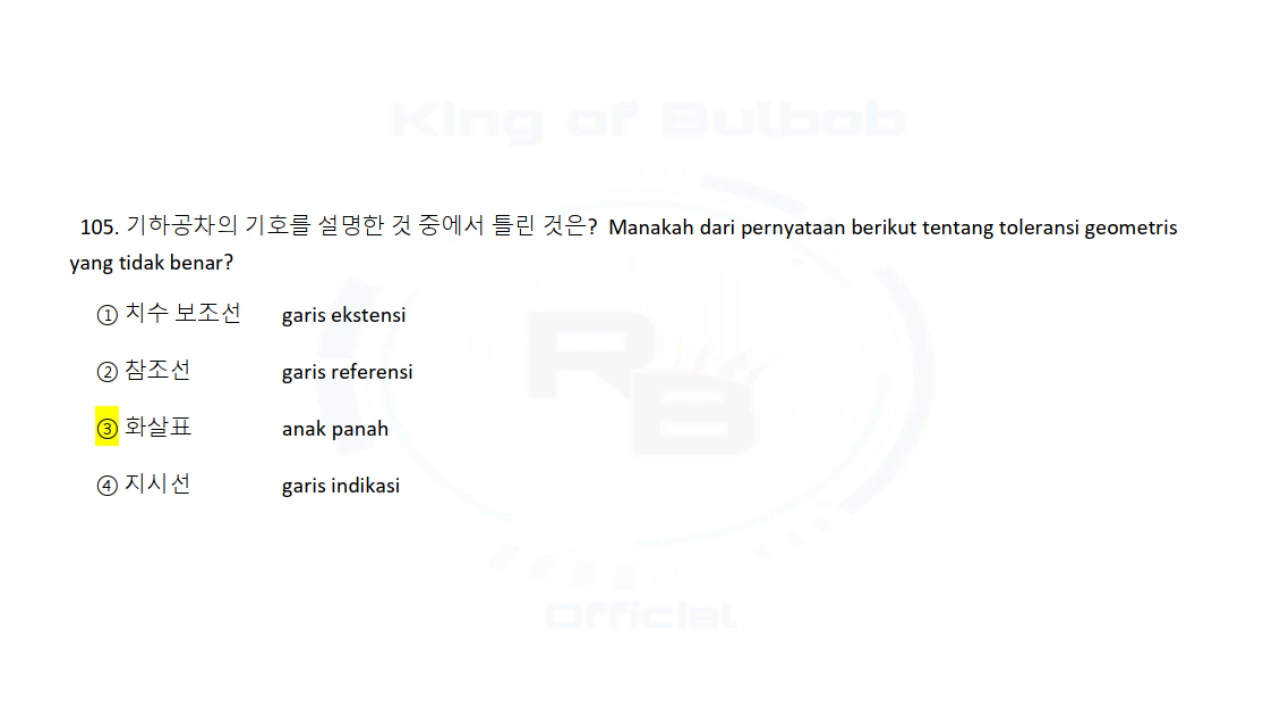 King of Bulbob
105. 기하공차의 기호를 설명한 것 중에서 틀린 것은? Manakah dari pernyataan berikut tentang toleransi geometris
yang tidak benar?
① 치수 보조선 garis ekstensi
② 참조선 garis referensi
③ 화살표 anak panah
④ 지시선 garis indikasi
RB
Official